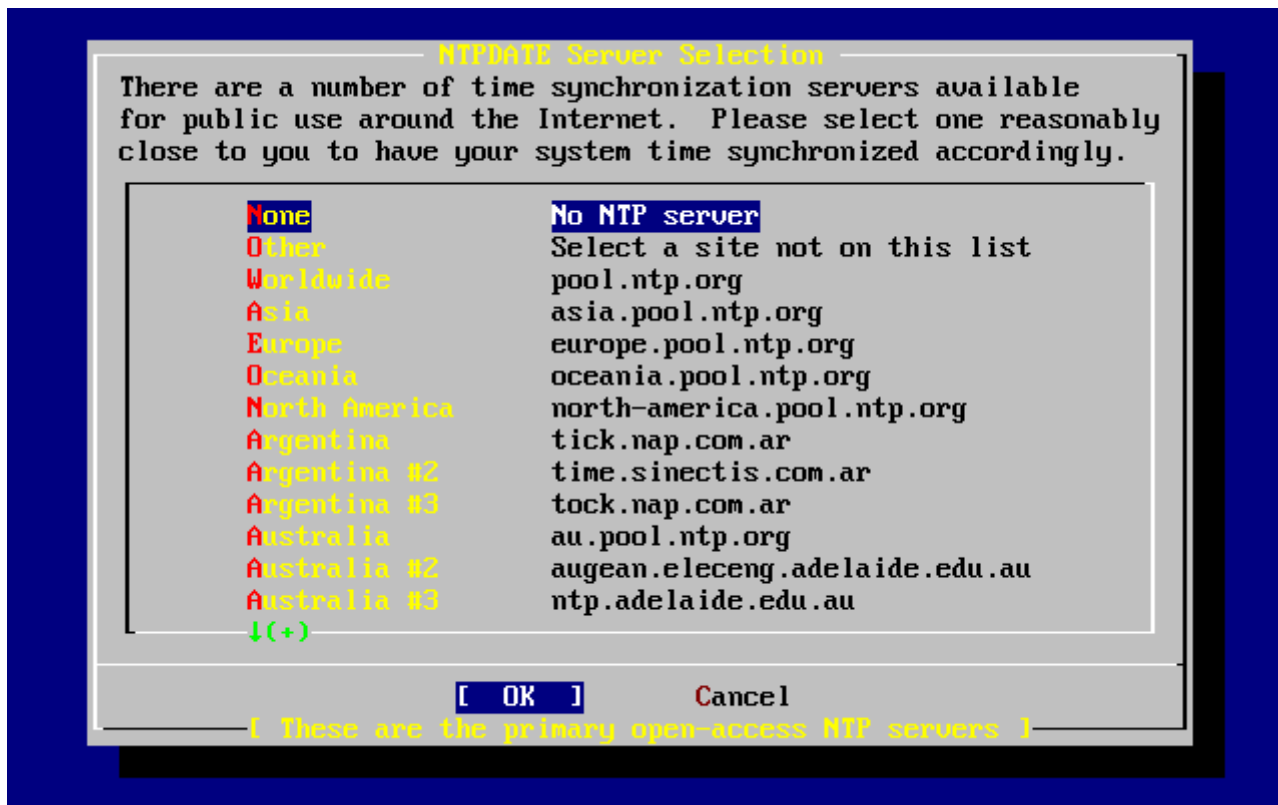 NTPDATE Server Selection
There are a number of time synchronization servers available
for public use around the Internet.  Please select one reasonably
close to you to have your system time synchronized accordingly.
None No NTP server
Other Select a site not on this list
Worldwide pool.ntp.org
Asia asia.pool.ntp.org
Europe europe.pool.ntp.org
Oceania oceania.pool.ntp.org
North America north-america.pool.ntp.org
Argentina tick.nap.com.ar
Argentina #2 time.sinectis.com.ar
Argentina #3 tock.nap.com.ar
Australia au.pool.ntp.org
Australia #2 augean.eleceng.adelaide.edu.au
Australia #3 ntp.adelaide.edu.au
↓(+)
[ OK ] Cancel
[ These are the primary open-access NTP servers ]